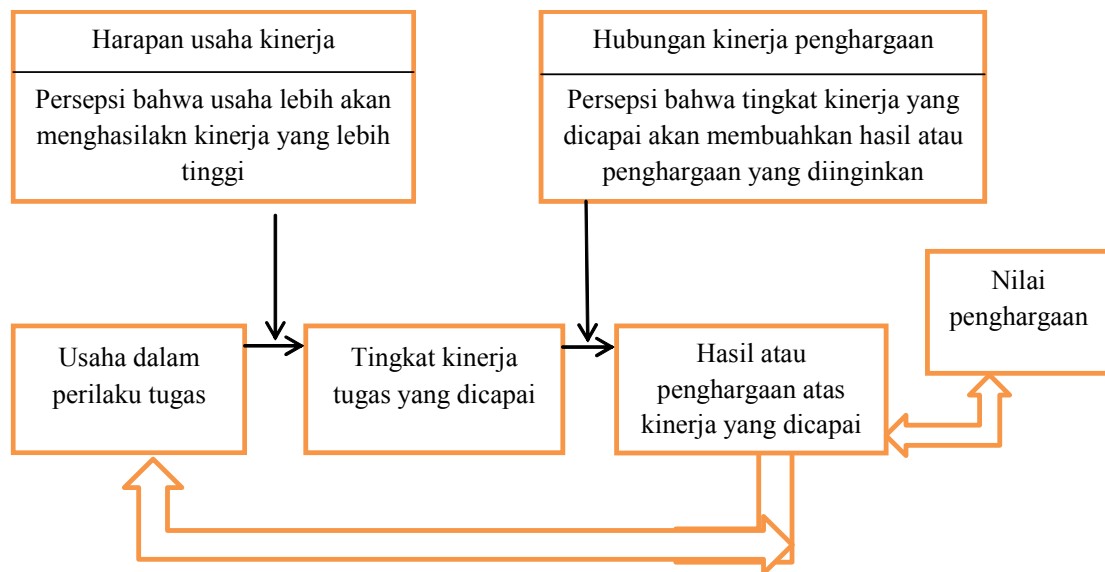 Harapan usaha kinerja
Persepsi bahwa usaha lebih akan
menghasilakn kinerja yang lebih
tinggi
Hubungan kinerja penghargaan
Persepsi bahwa tingkat kinerja yang
dicapai akan membuahkan hasil atau
penghargaan yang diinginkan
Nilai
penghargaan
Usaha dalam
perilaku tugas
Tingkat kinerja
tugas yang dicapai
Hasil atau
penghargaan atas
kinerja yang dicapai